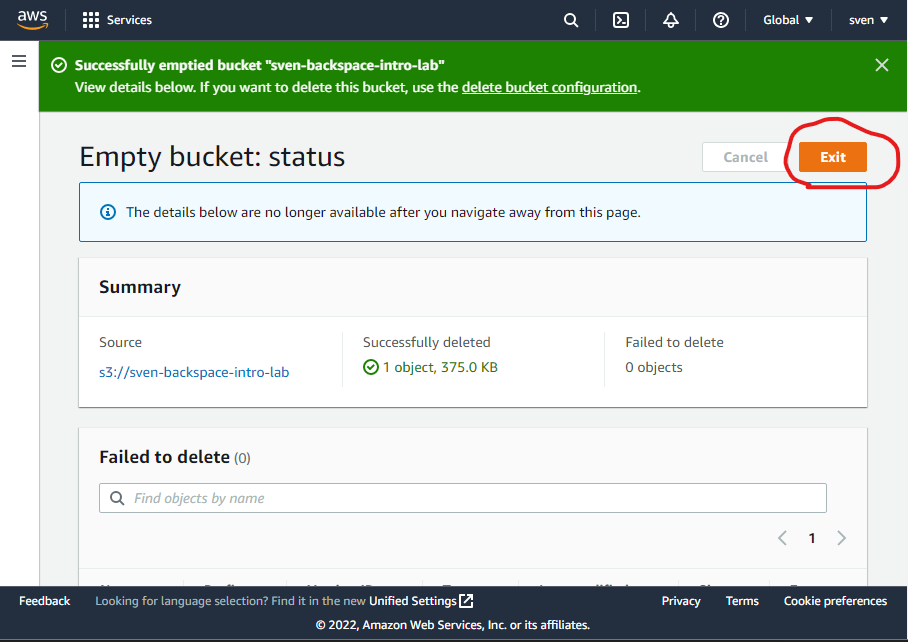 aws
Services
Global
sven
Successfully emptied bucket "sven-backspace-intro-lab"
View details below. If you want to delete this bucket, use the delete bucket configuration.
Empty bucket: status
Cancel
Exit
The details below are no longer available after you navigate away from this page.
Summary
Source
s3://sven-backspace-intro-lab
Successfully deleted
1 object, 375.0 KB
Failed to delete
0 objects
Failed to delete (0)
Find objects by name
1
Feedback
Looking for language selection? Find it in the new Unified Settings
Privacy
Terms
Cookie preferences
© 2022, Amazon Web Services, Inc. or its affiliates.